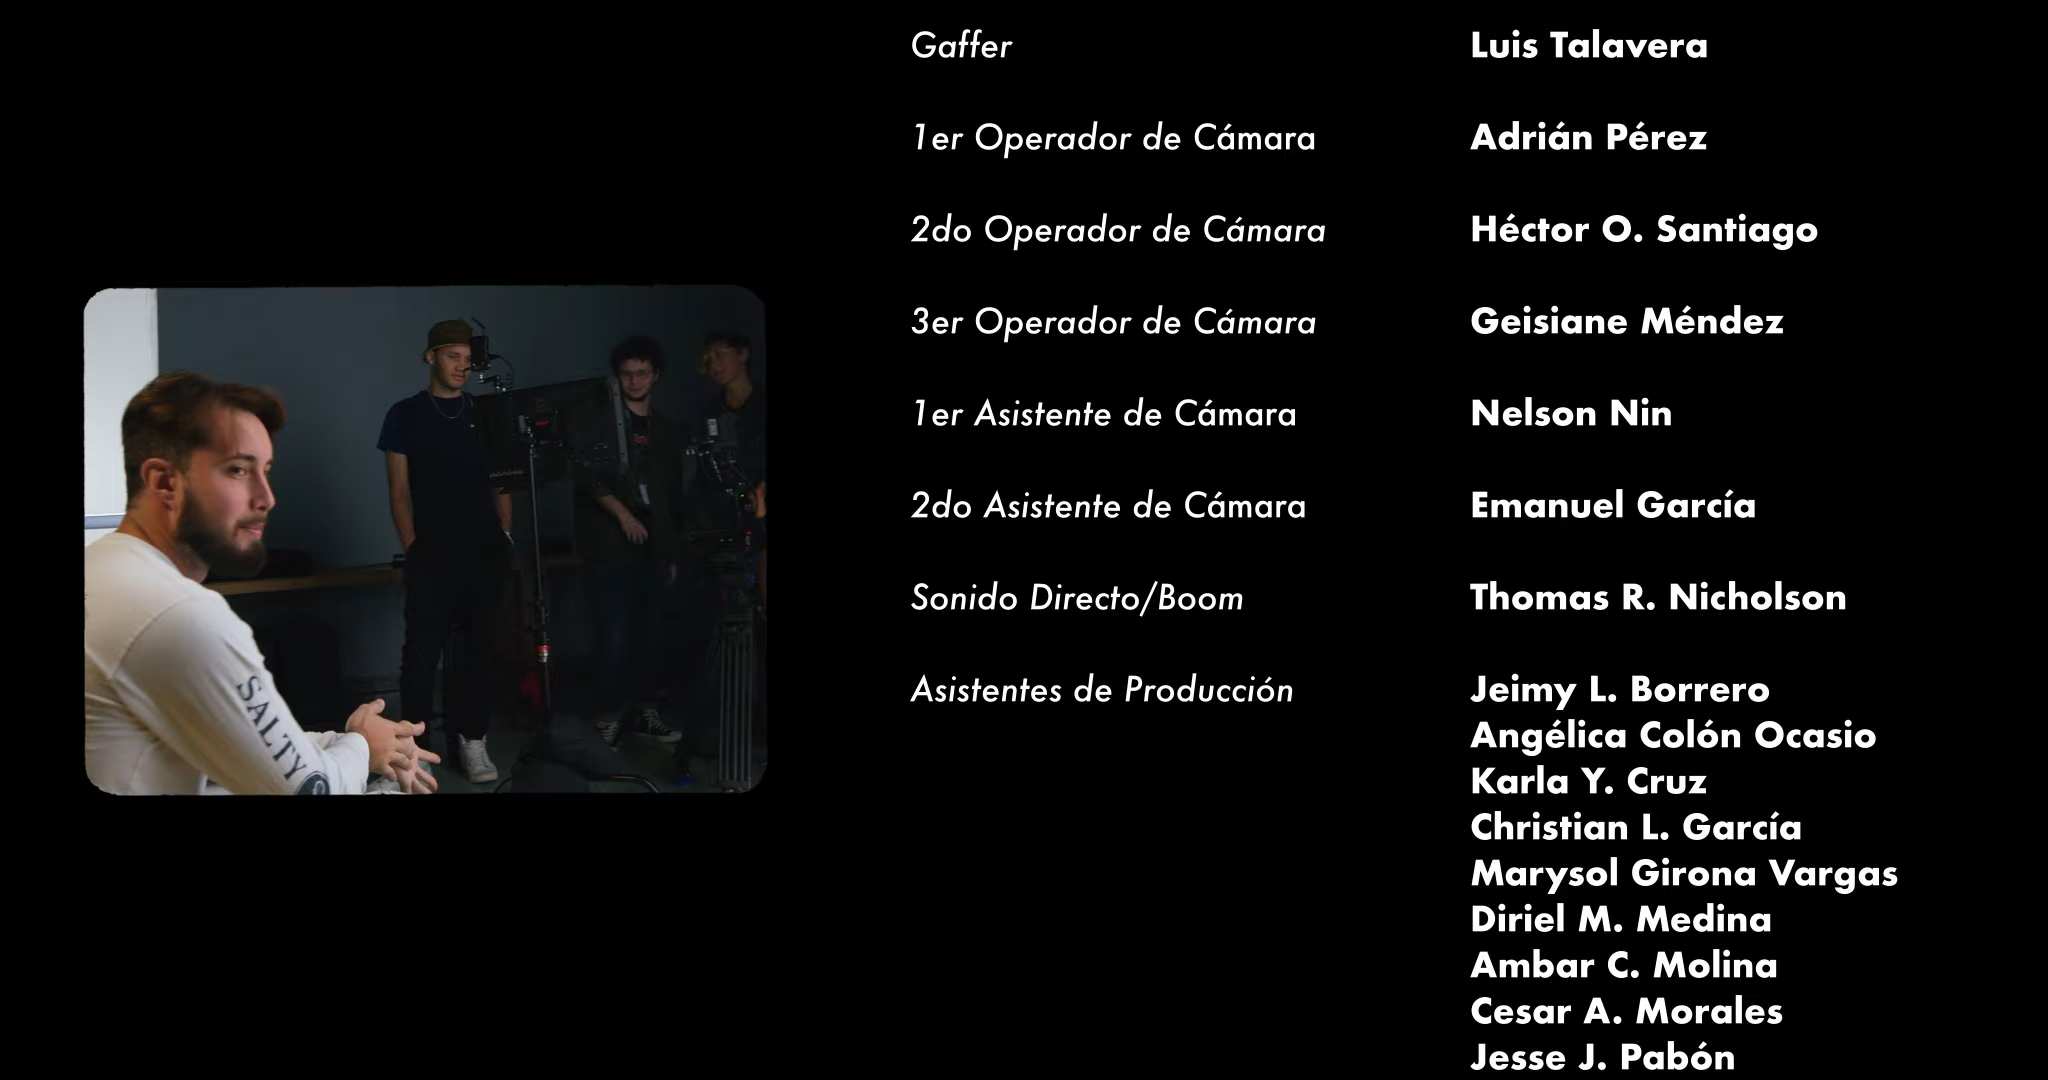 Gaffer Luis Talavera
1er Operador de Cámara Adrián Pérez
2do Operador de Cámara Héctor O. Santiago
3er Operador de Cámara Geisiane Méndez
1er Asistente de Cámara Nelson Nin
2do Asistente de Cámara Emanuel García
Sonido Directo/Boom Thomas R. Nicholson
Asistentes de Producción Jeimy L. Borrero
Angélica Colón Ocasio
Karla Y. Cruz
Christian L. García
Marysol Girona Vargas
Diriel M. Medina
Ambar C. Molina
Cesar A. Morales
Jesse J. Pabón
SALTY